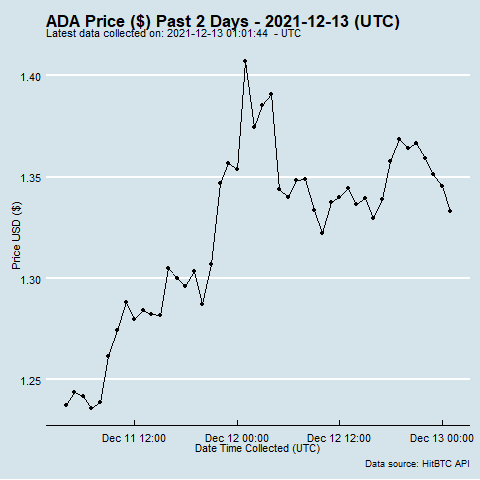 ADA Price ($) Past 2 Days - 2021-12-13 (UTC)
Latest data collected on: 2021-12-13 01:01:44 - UTC
1.40
1.35
1.30
1.25
Price USD ($)
Dec 11 12:00 Dec 12 00:00 Dec 12 12:00 Dec 13 00:00
Date Time Collected (UTC)
Data source: HitBTC API